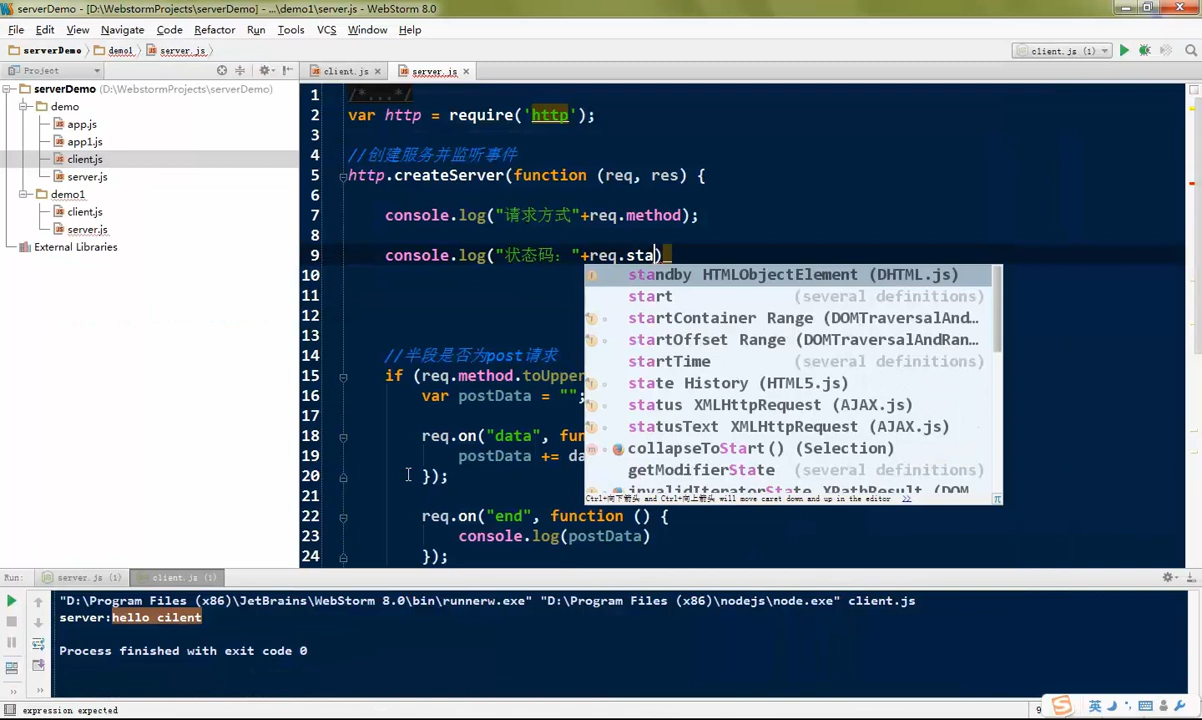 serverDemo - [D:\WebstormProjects\serverDemo] - ...\demo1\server.js - WebStorm 8.0
File Edit View Navigate Code Refactor Run Tools VCS Window Help
serverDemo demo1 server.js client.js (1)
Project client.js server.js
serverDemo (D:\WebstormProjects\serverDemo)
demo
app.js
app1.js
client.js
server.js
demo1
client.js
server.js
External Libraries
1 /*...*/
2 var http = require('http');
3
4 //创建服务并监听事件
5 http.createServer(function (req, res) {
6
7 console.log("请求方式"+req.method);
8
9 console.log("状态码: "+req.sta)
10
11
12
13
14 //半段是否为post请求
15 if (req.method.toUpper
16 var postData = "";
17
18 req.on("data", fun
19 postData += da
20 });
21
22 req.on("end", function () {
23 console.log(postData)
24 });
standby HTMLObjectElement (DHTML.js)
start (several definitions)
startContainer Range (DOMTraversalAnd…
startOffset Range (DOMTraversalAndRan…
startTime (several definitions)
state History (HTML5.js)
status XMLHttpRequest (AJAX.js)
statusText XMLHttpRequest (AJAX.js)
collapseToStart() (Selection)
getModifierState (several definitions)
invalidIteratorState XPathResult (DOM
Ctrl+向下箭头 and Ctrl+向上箭头 will move caret down and up in the editor >>
Run: server.js (1) client.js (1)
"D:\Program Files (x86)\JetBrains\WebStorm 8.0\bin\runnerw.exe" "D:\Program Files (x86)\nodejs\node.exe" client.js
server:hello cilent
Process finished with exit code 0
expression expected
英